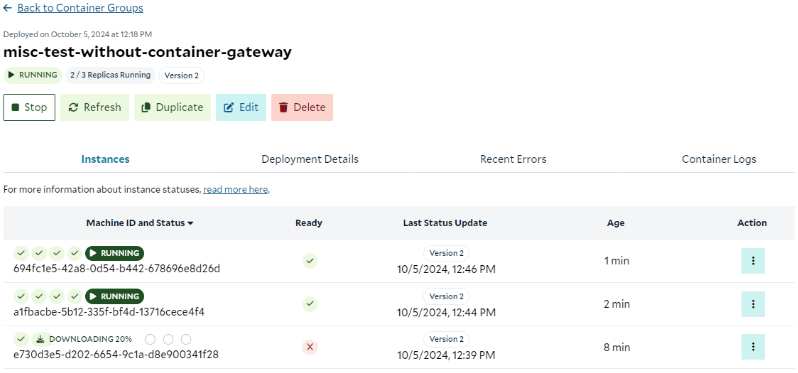 Back to Container Groups
Deployed on October 5, 2024 at 12:18 PM
misc-test-without-container-gateway
RUNNING 2 / 3 Replicas Running Version 2
Stop Refresh Duplicate Edit Delete
Instances Deployment Details Recent Errors Container Logs
For more information about instance statuses, read more here.
Machine ID and Status Ready Last Status Update Age Action
RUNNING Version 2
694fc1e5-42a8-0d54-b442-678696e8d26d 10/5/2024, 12:46 PM 1 min
RUNNING Version 2
a1fbacbe-5b12-335f-bf4d-13716cece4f4 10/5/2024, 12:44 PM 2 min
DOWNLOADING 20% Version 2
e730d3e5-d202-6654-9c1a-d8e900341f28 10/5/2024, 12:39 PM 8 min